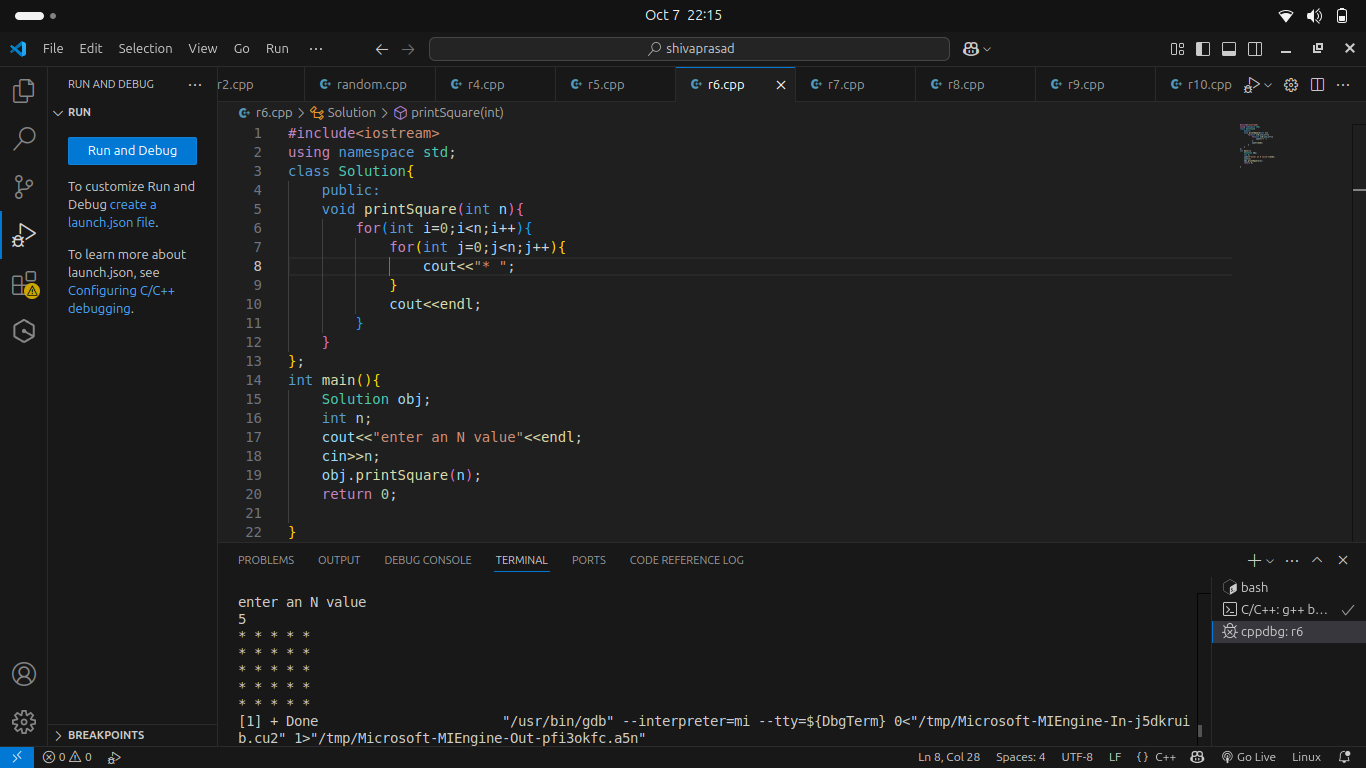 Oct 7 22:15
File Edit Selection View Go Run ··· shivaprasad
RUN AND DEBUG ···
RUN
Run and Debug
To customize Run and
Debug create a
launch.json file.
To learn more about
launch.json, see
Configuring C/C++
debugging.
BREAKPOINTS
r2.cpp random.cpp r4.cpp r5.cpp r6.cpp r7.cpp r8.cpp r9.cpp r10.cpp
r6.cpp > Solution > printSquare(int)
1 #include<iostream>
2 using namespace std;
3 class Solution{
4 public:
5 void printSquare(int n){
6 for(int i=0;i<n;i++){
7 for(int j=0;j<n;j++){
8 cout<<"* ";
9 }
10 cout<<endl;
11 }
12 }
13 };
14 int main(){
15 Solution obj;
16 int n;
17 cout<<"enter an N value"<<endl;
18 cin>>n;
19 obj.printSquare(n);
20 return 0;
21
22 }
PROBLEMS OUTPUT DEBUG CONSOLE TERMINAL PORTS CODE REFERENCE LOG
enter an N value
5
* * * * *
* * * * *
* * * * *
* * * * *
* * * * *
[1] + Done "/usr/bin/gdb" --interpreter=mi --tty=${DbgTerm} 0<"/tmp/Microsoft-MIEngine-In-j5dkrui
b.cu2" 1>"/tmp/Microsoft-MIEngine-Out-pfi3okfc.a5n"
bash
C/C++: g++ b...
cppdbg: r6
0 0 Ln 8, Col 28 Spaces: 4 UTF-8 LF {} C++ Go Live Linux